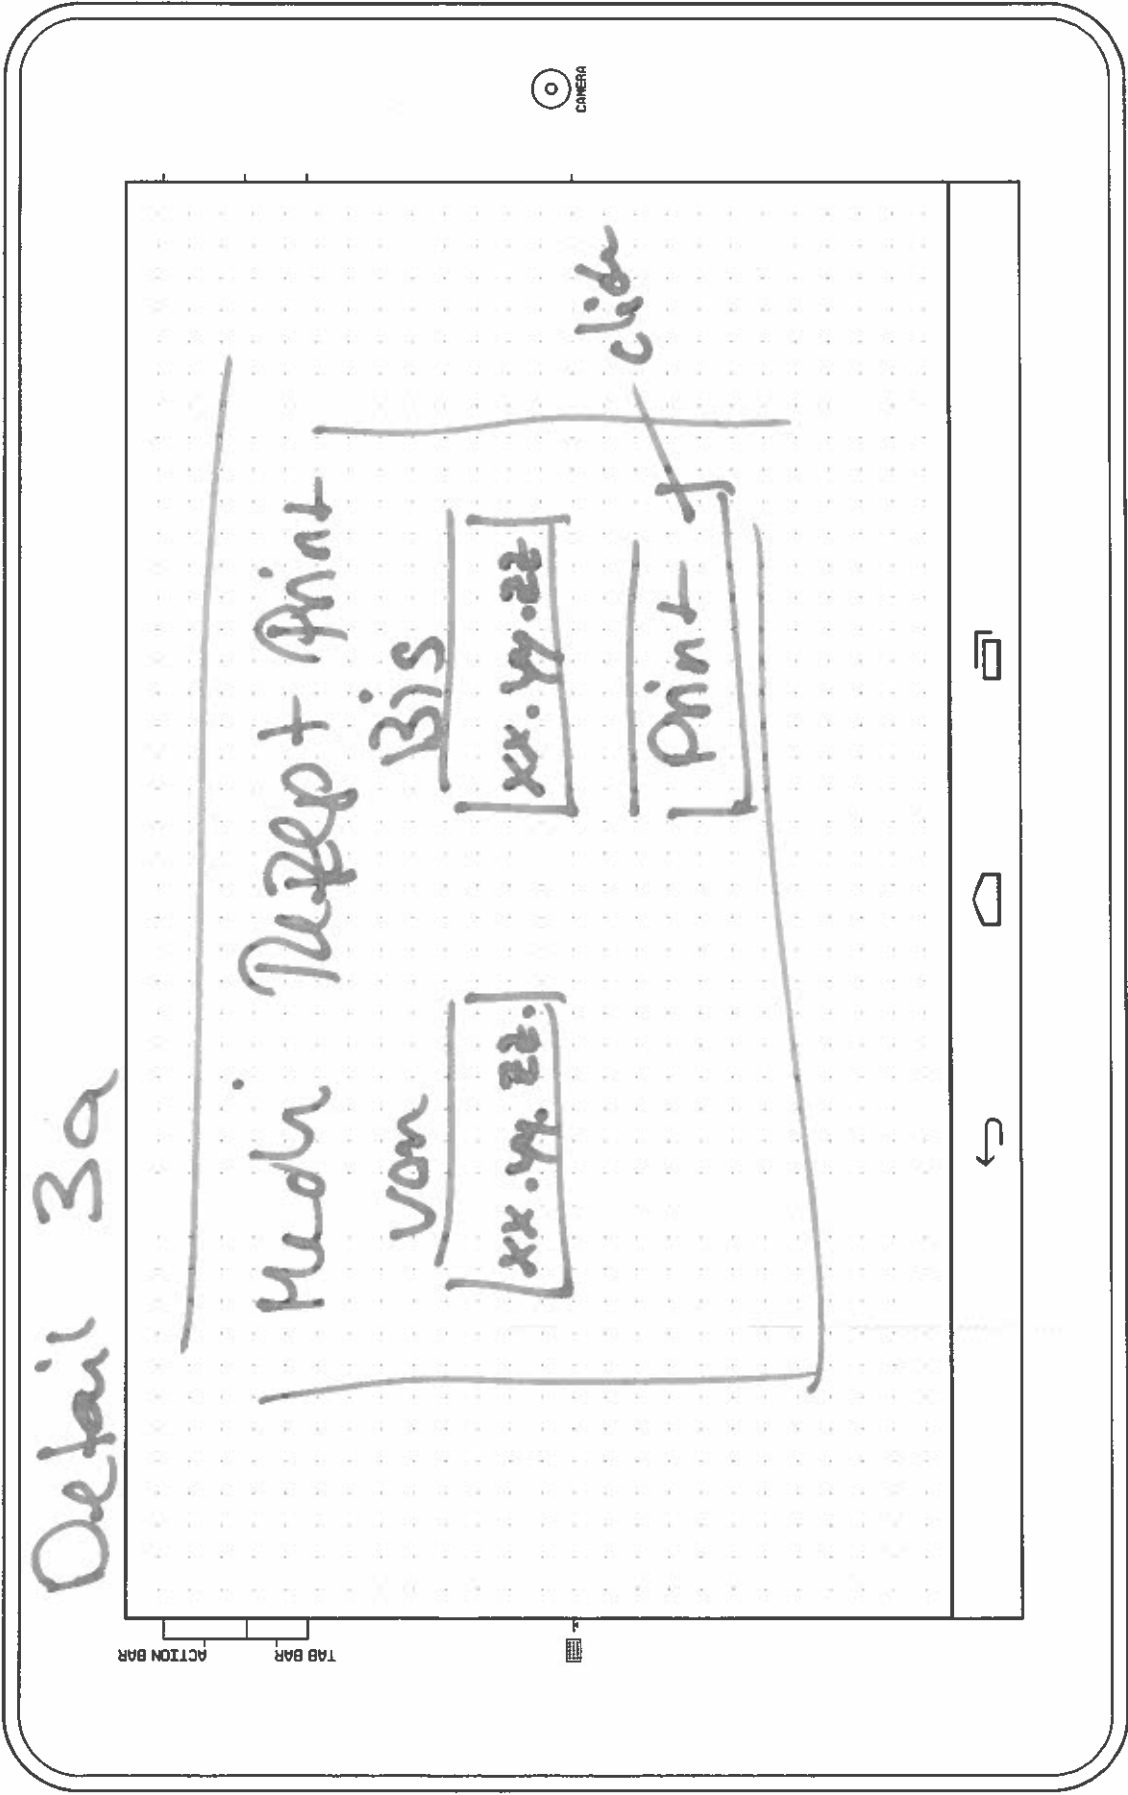 Detail 3a
Medi Rezept Print
von Bis
xx.yy.zz. xx.yy.zz
Print
click
ACTION BAR
TAB BAR
CAMERA